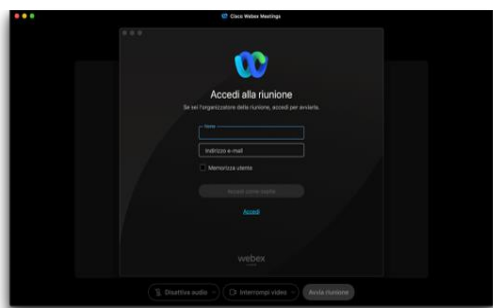 Cisco Webex Meetings
Accedi alla riunione
Se sei l'organizzatore della riunione, accedi per avviarla.
Nome
Indirizzo e-mail
Memorizza utente
Accedi come ospite
Accedi
webex
Disattiva audio
Interrompi video
Avvia riunione